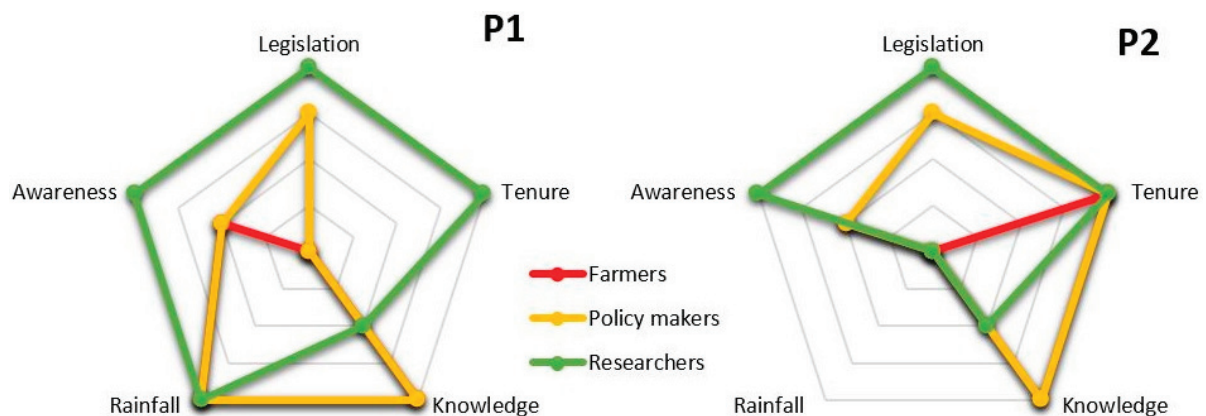 P1
Legislation
Awareness
Tenure
Rainfall
Knowledge
Farmers
Policy makers
Researchers
P2
Legislation
Awareness
Tenure
Rainfall
Knowledge